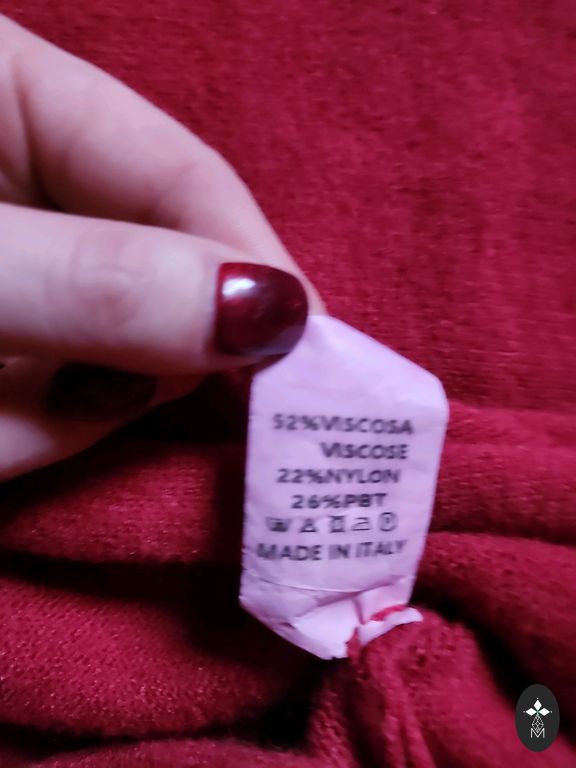 52%VISCOSA
VISCOSE
22%NYLON
26%PBT
MADE IN ITALY
M